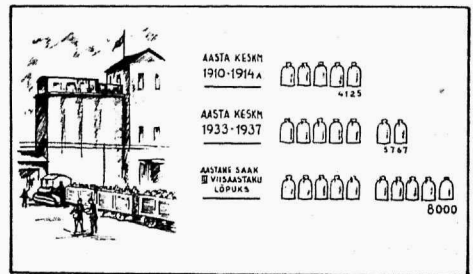 AASTA KESKM
1910-1914 A
4125
AASTA KESKM
1933-1937
5767
AASTANE SAAK
III VIISAASTAKU
LÕPUKS
8000